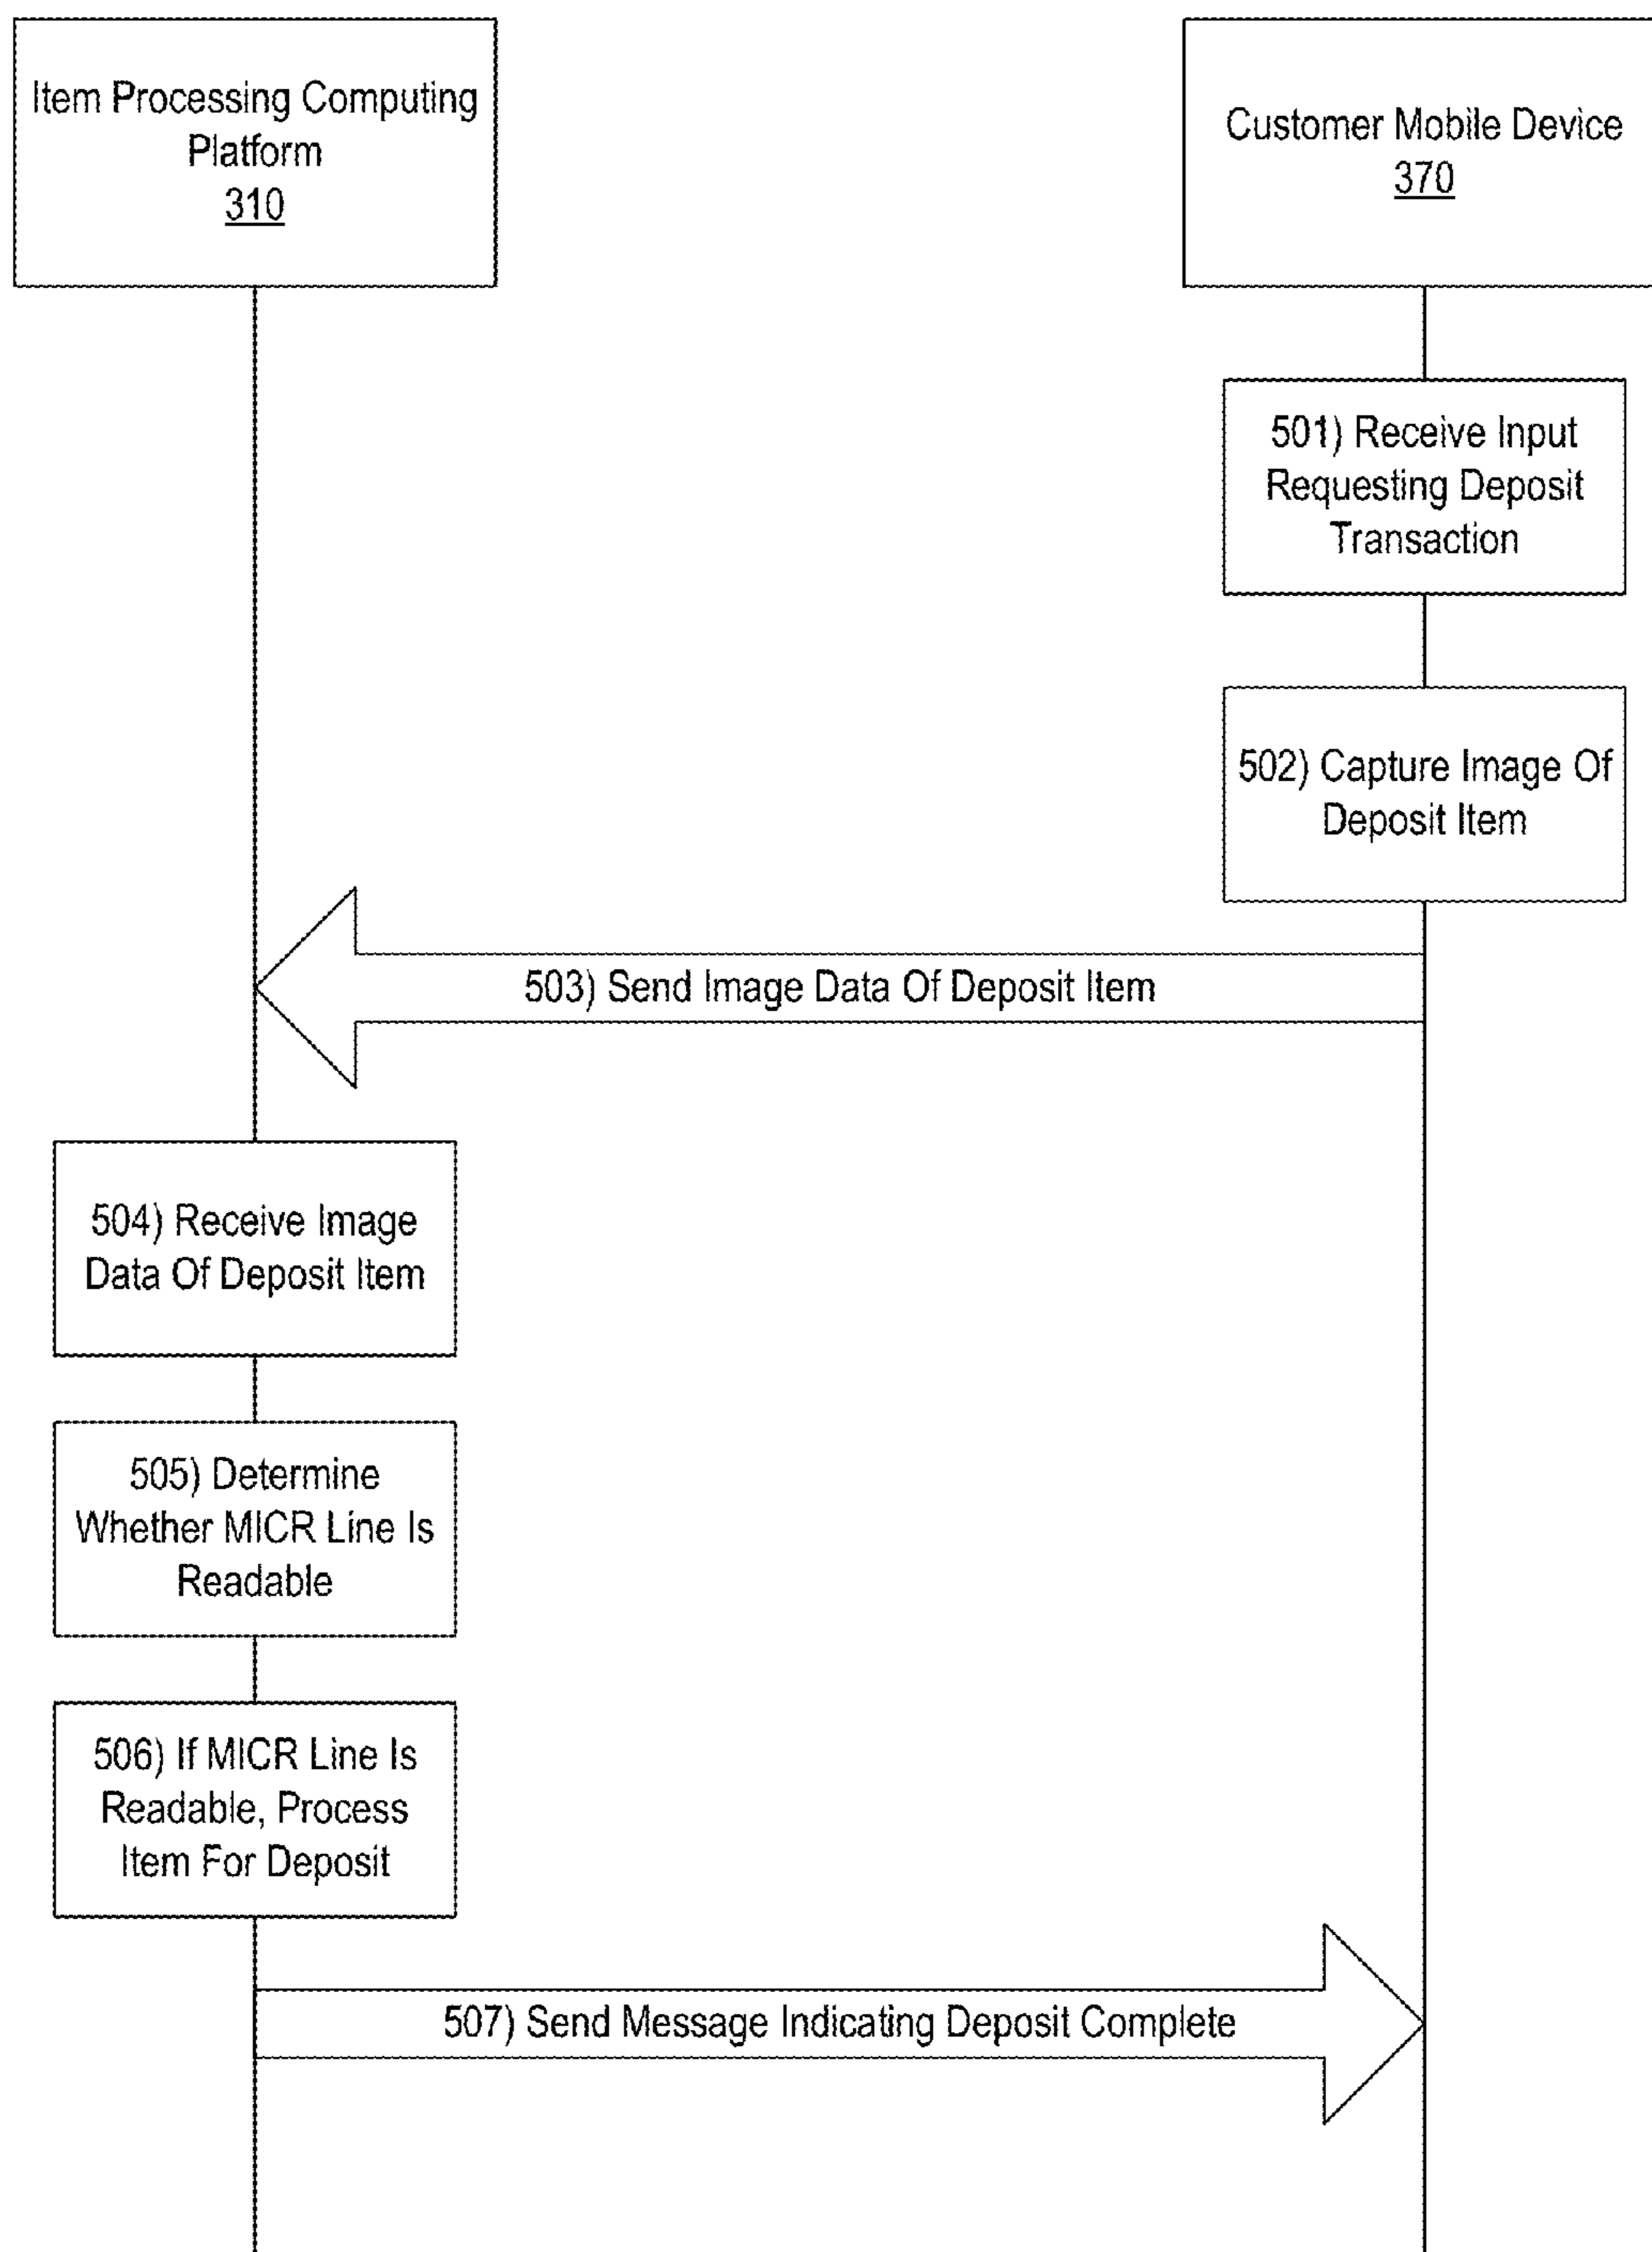 Item Processing Computing
Platform
310
Customer Mobile Device
370
501) Receive Input
Requesting Deposit
Transaction
502) Capture Image Of
Deposit Item
503) Send Image Data Of Deposit Item
504) Receive Image
Data Of Deposit Item
505) Determine
Whether MICR Line Is
Readable
506) If MICR Line Is
Readable, Process
Item For Deposit
507) Send Message Indicating Deposit Complete